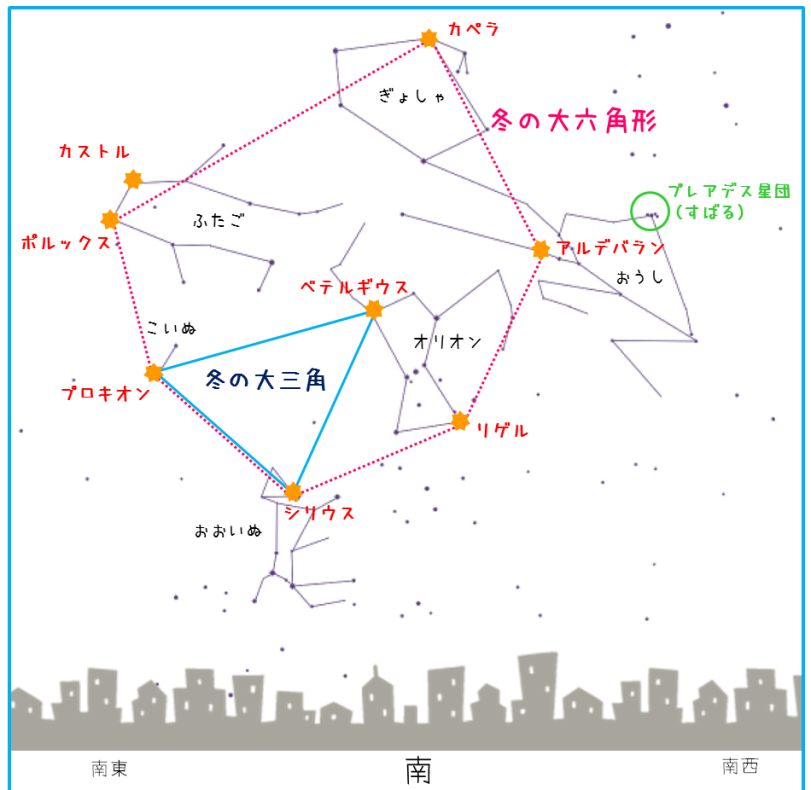 カペラ
ぎょしゃ
冬の大六角形
カストル
プレアデス星団
(すばる)
ふたご
ポルックス
アルデバラン
おうし
ベテルギウス
こいぬ
オリオン
冬の大三角
プロキオン
リゲル
シリウス
おおいぬ
南東
南
南西